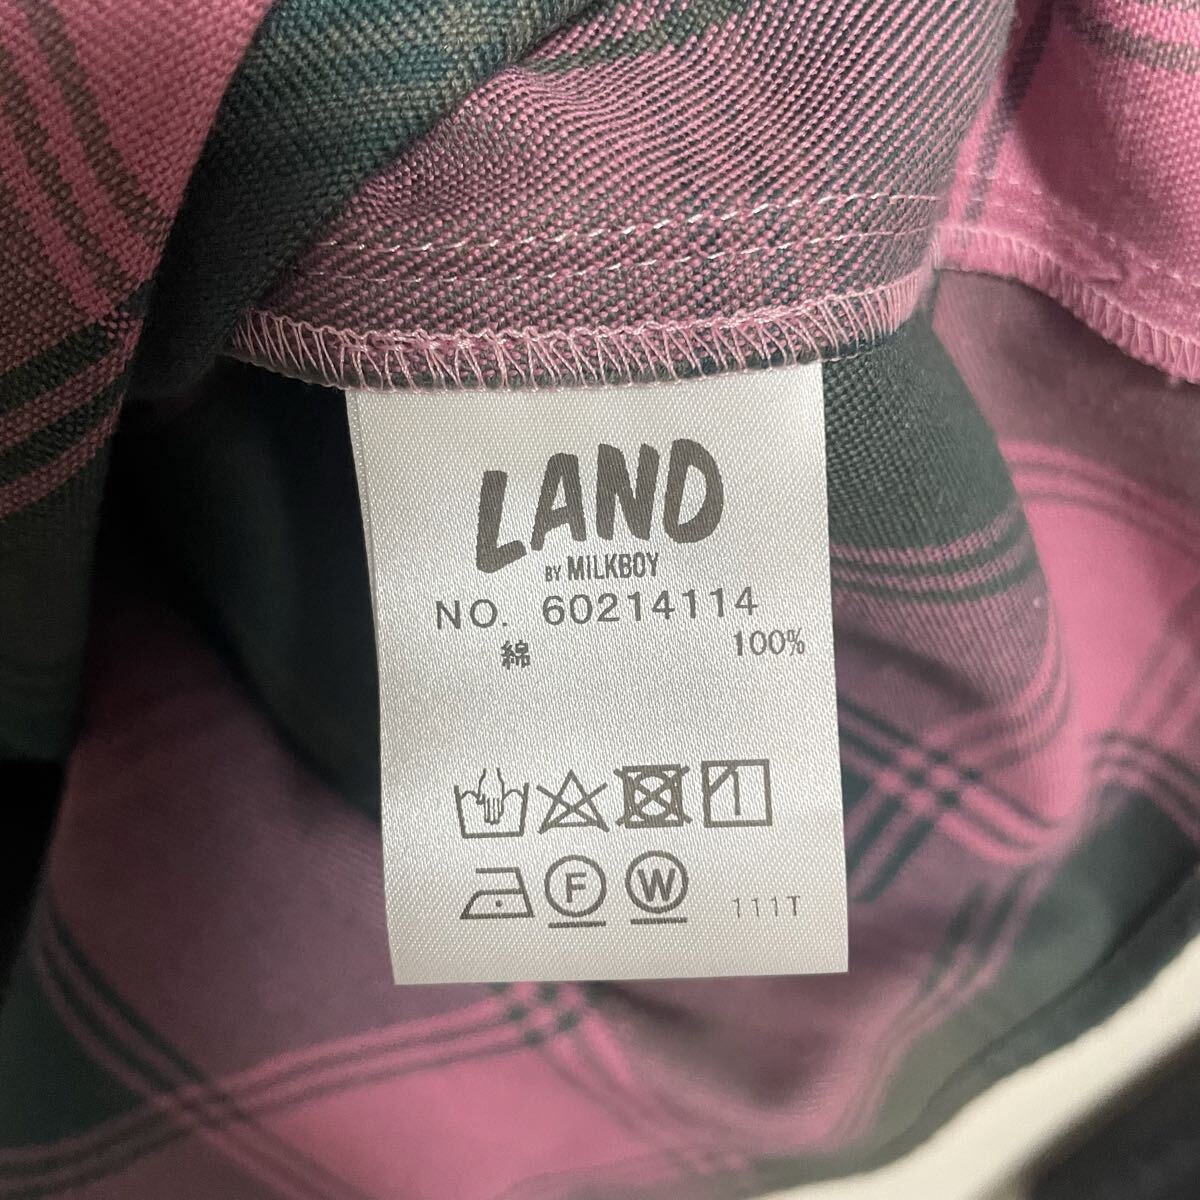 LAND
BY MILKBOY
NO. 60214114
綿 100%
F W 111T